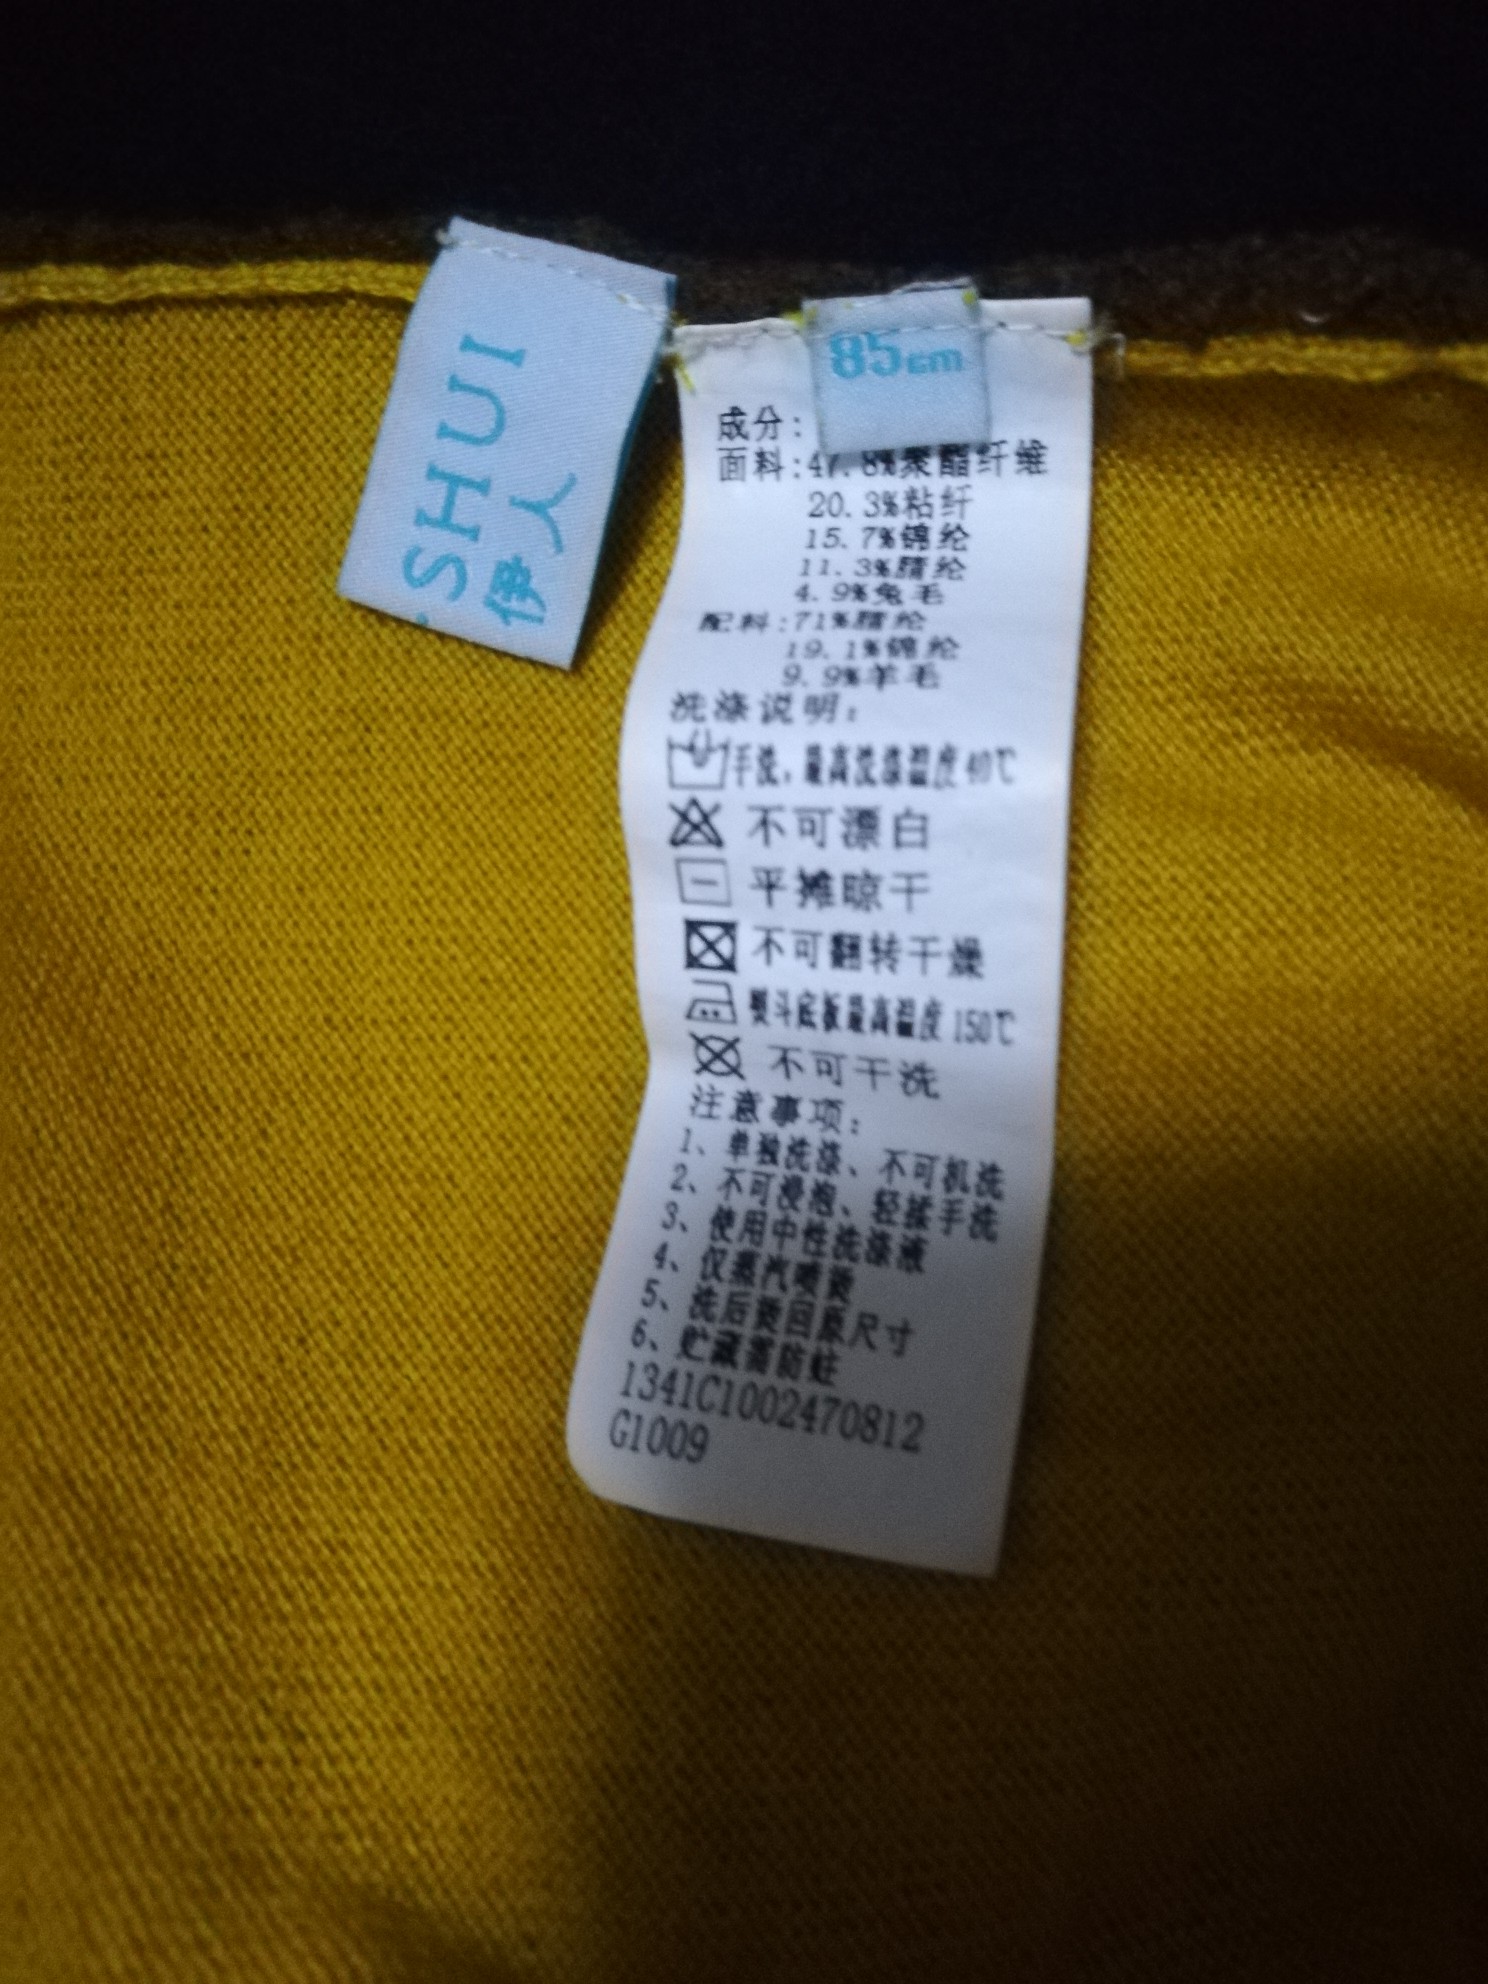 ·SHUI
伊人
85cm
成分:
面料:47.8%聚酯纤维
20.3%粘纤
15.7%锦纶
11.3%腈纶
4.9%兔毛
配料:71%腈纶
19.1%锦纶
9.9%羊毛
洗涤说明:
手洗,最高洗涤温度40℃
不可漂白
平摊晾干
不可翻转干燥
熨斗底板最高温度150℃
不可干洗
注意事项:
1、单独洗涤、不可机洗
2、不可浸泡、轻揉手洗
3、使用中性洗涤液
4、仅蒸汽喷烫
5、洗后烫回原尺寸
6、贮藏需防蛀
1341C1002470812
G1009